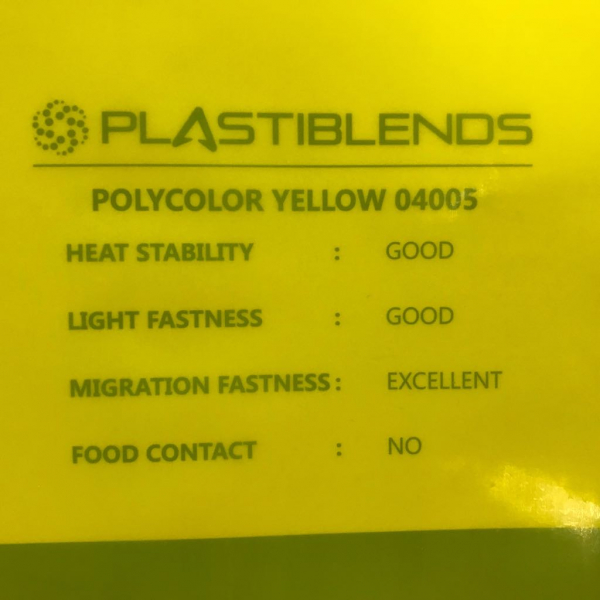 PLASTIBLENDS
POLYCOLOR YELLOW 04005
HEAT STABILITY : GOOD
LIGHT FASTNESS : GOOD
MIGRATION FASTNESS : EXCELLENT
FOOD CONTACT : NO